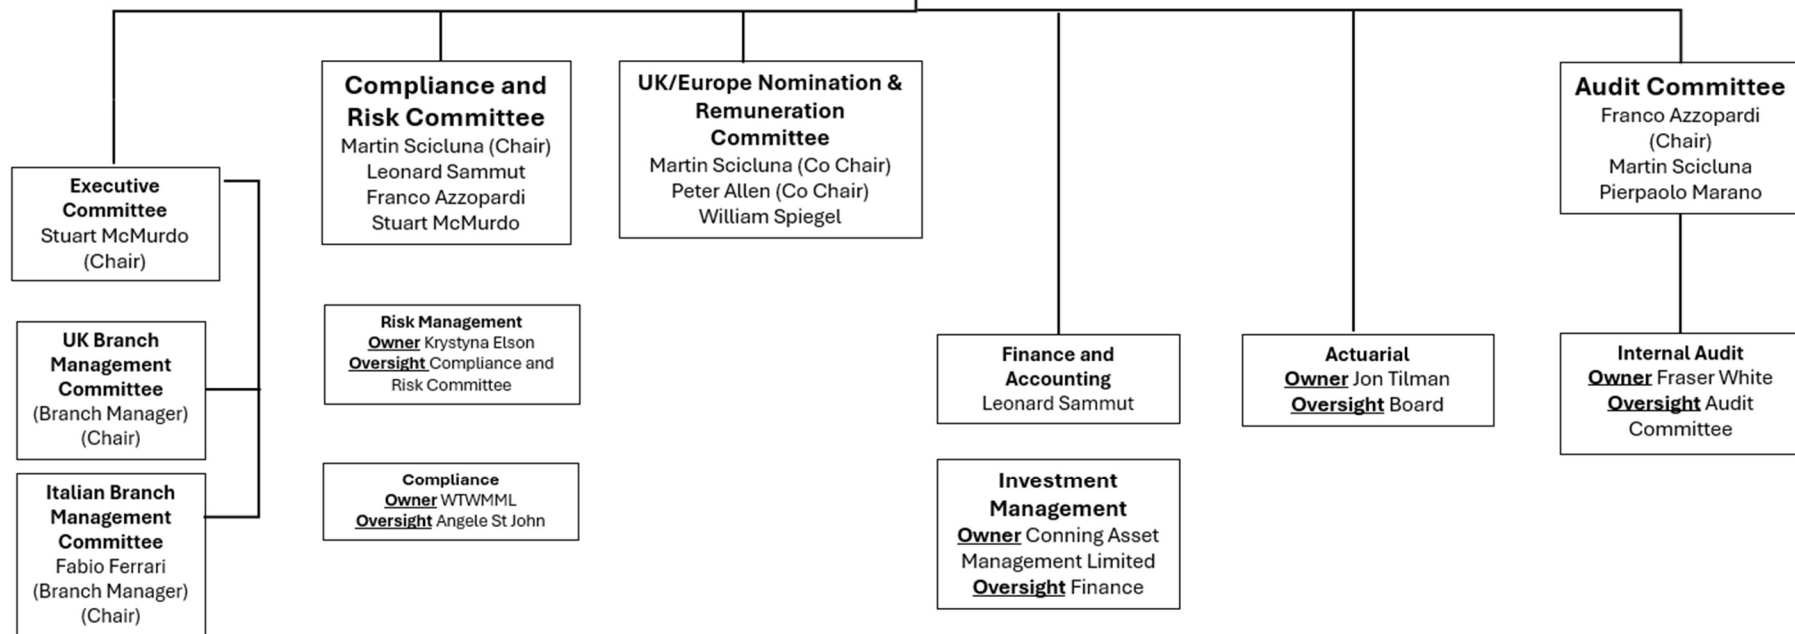 Executive
Committee
Stuart McMurdo
(Chair)
UK Branch
Management
Committee
(Branch Manager)
(Chair)
Italian Branch
Management
Committee
Fabio Ferrari
(Branch Manager)
(Chair)
Compliance and
Risk Committee
Martin Scicluna (Chair)
Leonard Sammut
Franco Azzopardi
Stuart McMurdo
Risk Management
Owner Krystyna Elson
Oversight Compliance and
Risk Committee
Compliance
Owner WTWMML
Oversight Angele St John
UK/Europe Nomination &
Remuneration
Committee
Martin Scicluna (Co Chair)
Peter Allen (Co Chair)
William Spiegel
Finance and
Accounting
Leonard Sammut
Investment
Management
Owner Conning Asset
Management Limited
Oversight Finance
Actuarial
Owner Jon Tilman
Oversight Board
Audit Committee
Franco Azzopardi
(Chair)
Martin Scicluna
Pierpaolo Marano
Internal Audit
Owner Fraser White
Oversight Audit
Committee